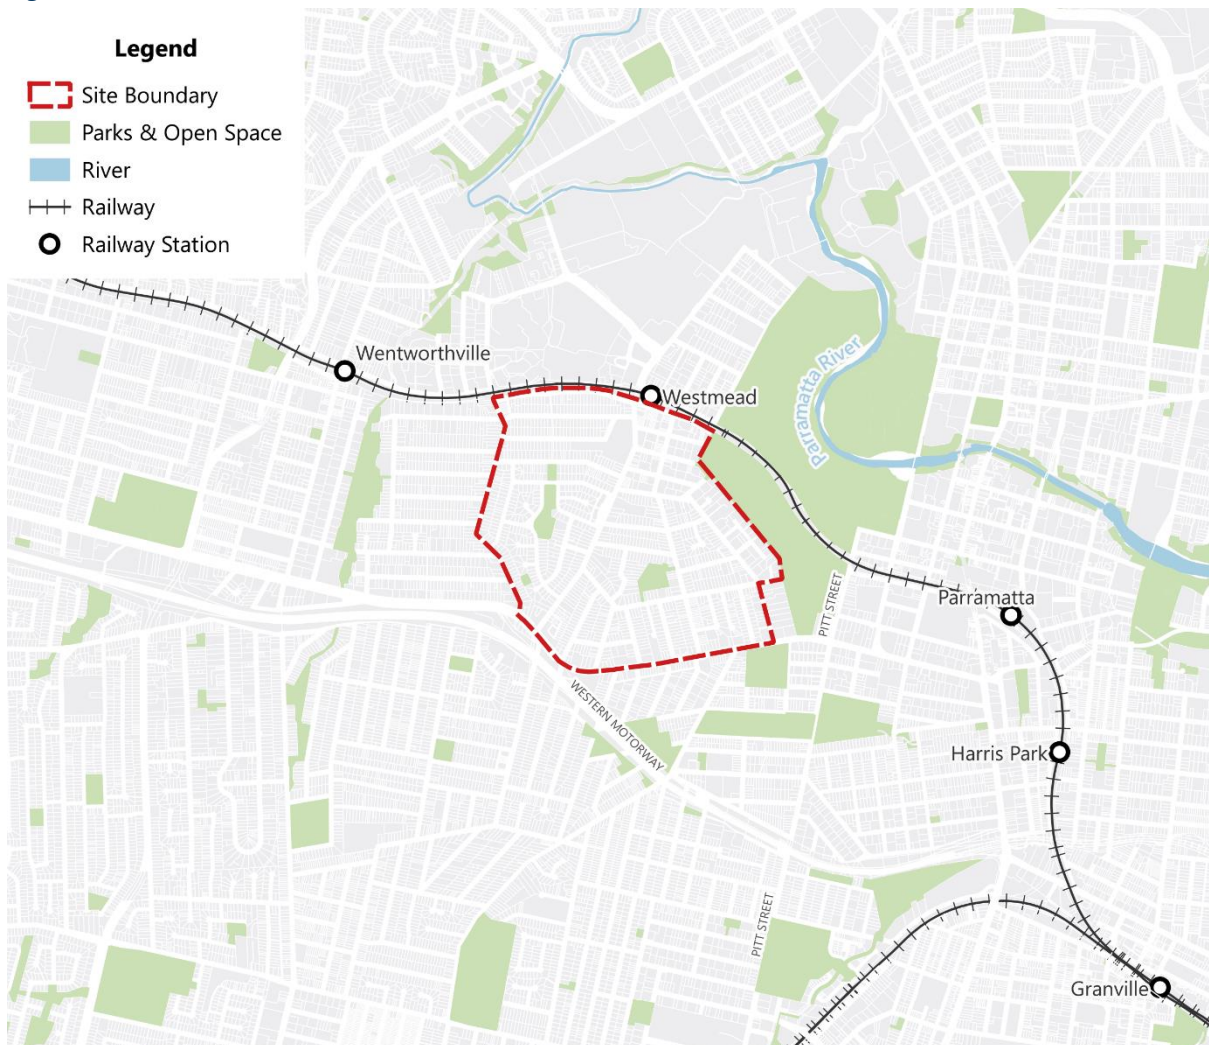 Legend
Site Boundary
Parks & Open Space
River
Railway
Railway Station
Wentworthville
Westmead
Parramatta River
PITT STREET
Parramatta
WESTERN MOTORWAY
Harris Park
PITT STREET
Granville